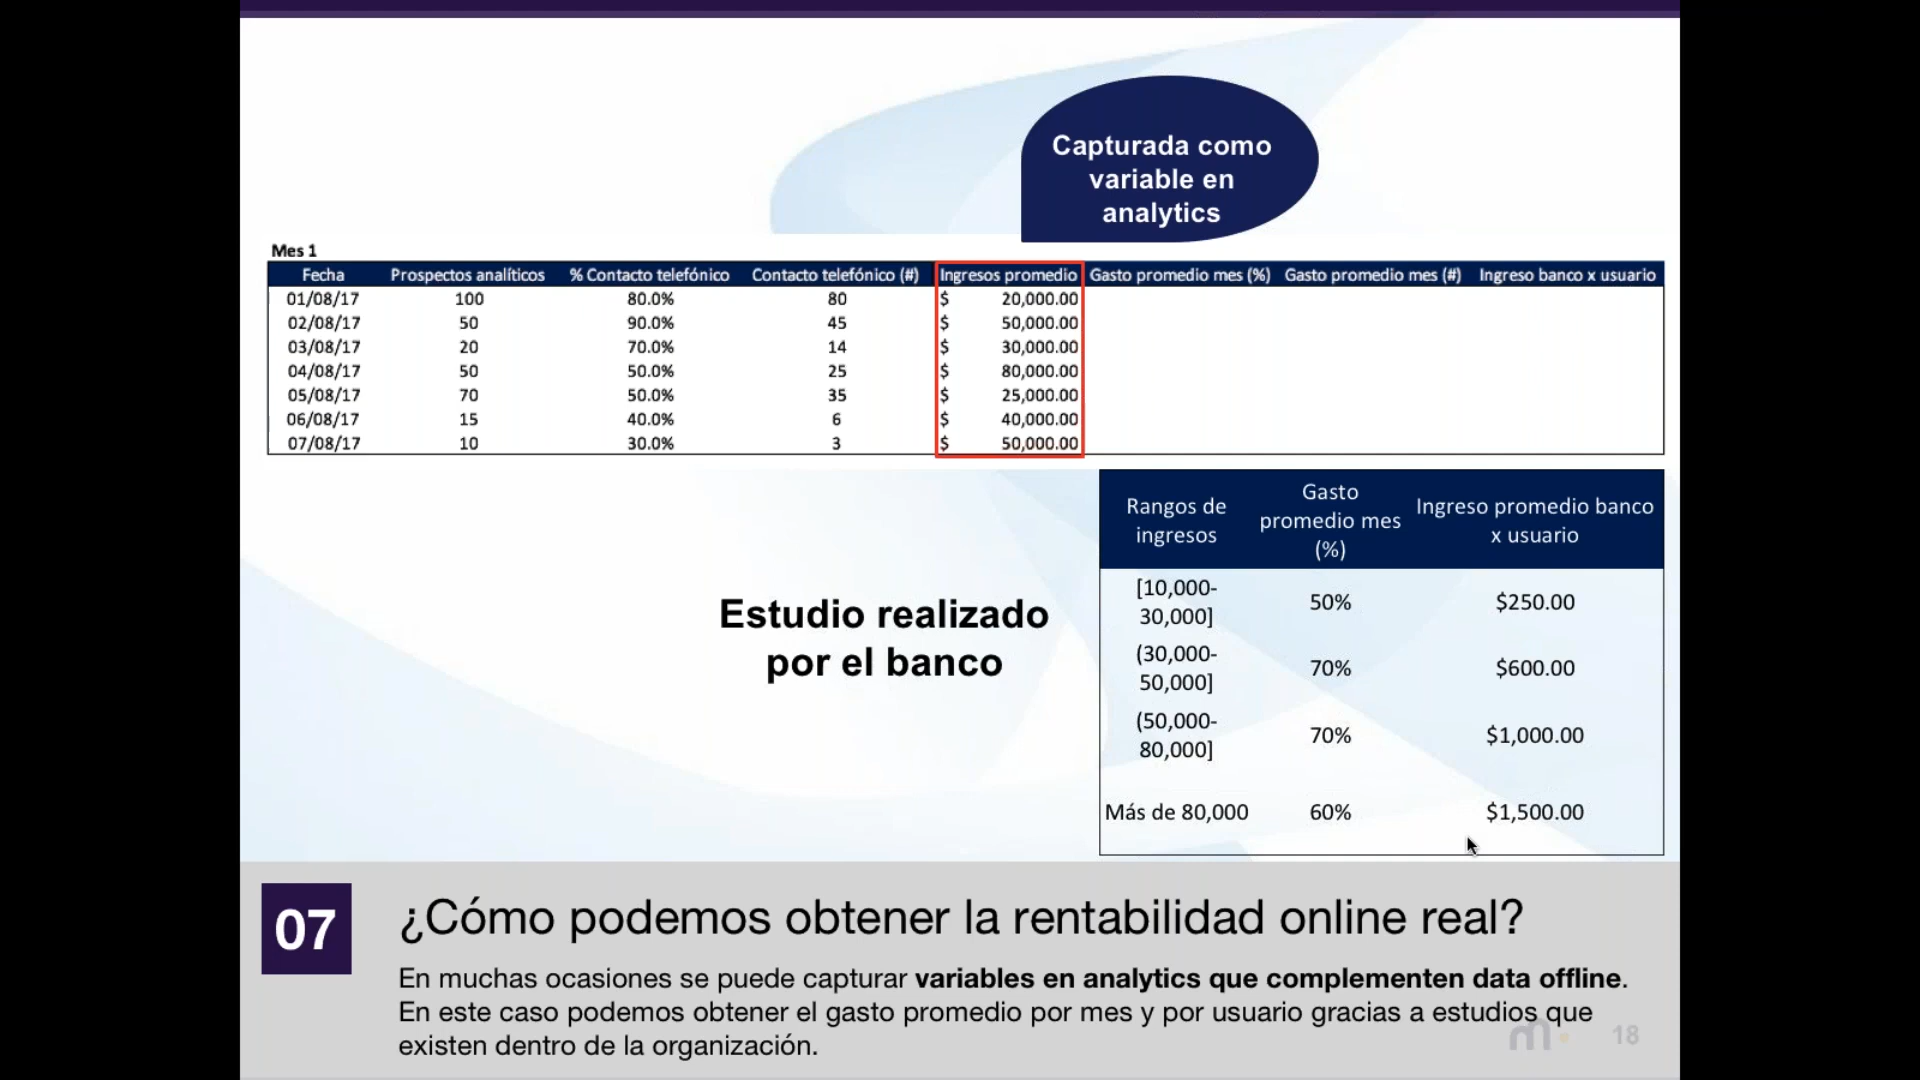 Capturada como
variable en
analytics
Mes 1
Fecha Prospectos analíticos % Contacto telefónico Contacto telefónico (#) Ingresos promedio Gasto promedio mes (%) Gasto promedio mes (#) Ingreso banco x usuario
01/08/17 100 80.0% 80 $ 20,000.00
02/08/17 50 90.0% 45 $ 50,000.00
03/08/17 20 70.0% 14 $ 30,000.00
04/08/17 50 50.0% 25 $ 80,000.00
05/08/17 70 50.0% 35 $ 25,000.00
06/08/17 15 40.0% 6 $ 40,000.00
07/08/17 10 30.0% 3 $ 50,000.00
Estudio realizado
por el banco
Rangos de
ingresos
Gasto
promedio mes
(%)
Ingreso promedio banco
x usuario
[10,000-
30,000]
50%
$250.00
(30,000-
50,000]
70%
$600.00
(50,000-
80,000]
70%
$1,000.00
Más de 80,000 60% $1,500.00
07
¿Cómo podemos obtener la rentabilidad online real?
En muchas ocasiones se puede capturar variables en analytics que complementen data offline.
En este caso podemos obtener el gasto promedio por mes y por usuario gracias a estudios que
existen dentro de la organización.
m
18